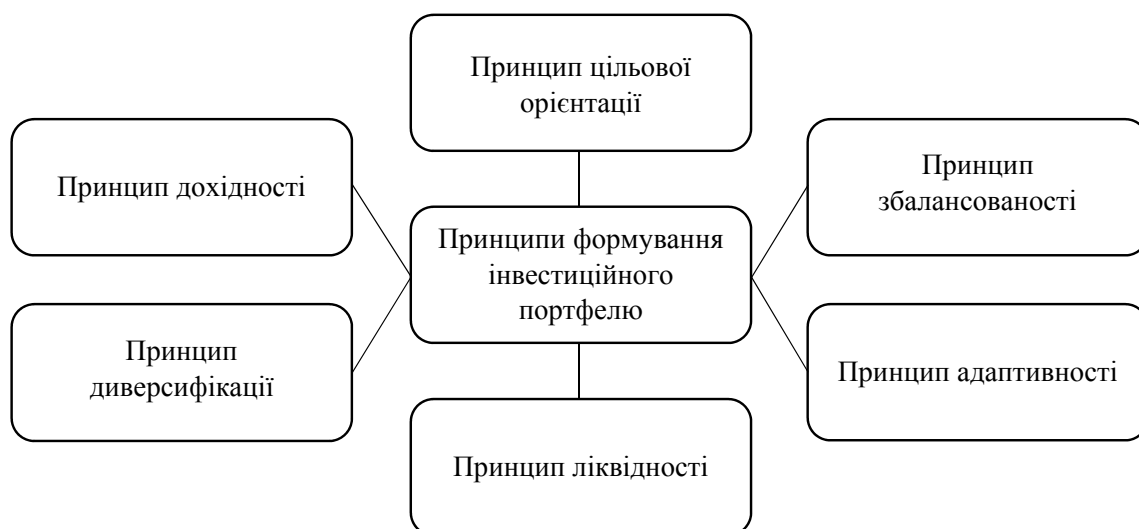 Принцип цільової
орієнтації
Принцип дохідності
Принцип
збалансованості
Принципи формування
інвестиційного
портфелю
Принцип
диверсифікації
Принцип адаптивності
Принцип ліквідності